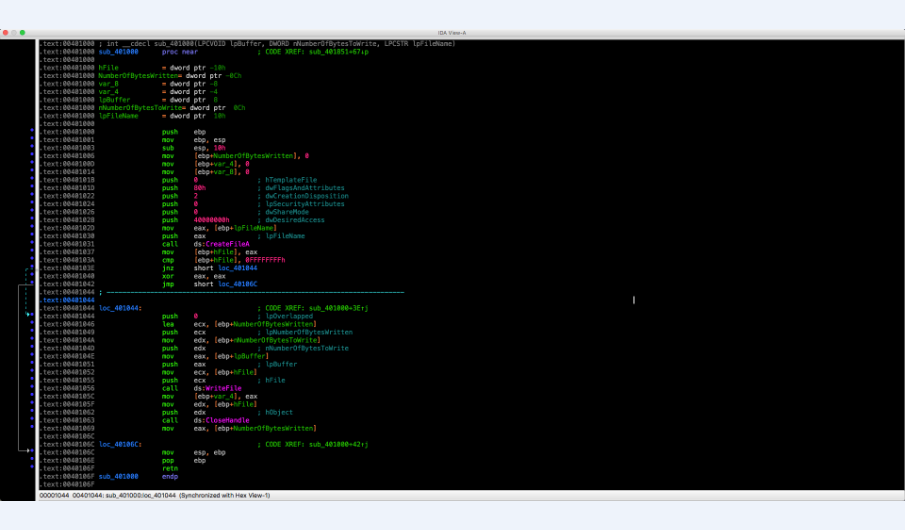 IDA View-A
.text:00401000 ; int __cdecl sub_401000(LPCVOID lpBuffer, DWORD nNumberOfBytesToWrite, LPCSTR lpFileName)
.text:00401000 sub_401000 proc near ; CODE XREF: sub_401051+67↓p
.text:00401000
.text:00401000 hFile = dword ptr -10h
.text:00401000 NumberOfBytesWritten= dword ptr -0Ch
.text:00401000 var_8 = dword ptr -8
.text:00401000 var_4 = dword ptr -4
.text:00401000 lpBuffer = dword ptr 8
.text:00401000 nNumberOfBytesToWrite= dword ptr 0Ch
.text:00401000 lpFileName = dword ptr 10h
.text:00401000
.text:00401000 push ebp
.text:00401001 mov ebp, esp
.text:00401003 sub esp, 10h
.text:00401006 mov [ebp+NumberOfBytesWritten], 0
.text:0040100D mov [ebp+var_4], 0
.text:00401014 mov [ebp+var_8], 0
.text:0040101B push 0 ; hTemplateFile
.text:0040101D push 80h ; dwFlagsAndAttributes
.text:00401022 push 2 ; dwCreationDisposition
.text:00401024 push 0 ; lpSecurityAttributes
.text:00401026 push 0 ; dwShareMode
.text:00401028 push 40000000h ; dwDesiredAccess
.text:0040102D mov eax, [ebp+lpFileName]
.text:00401030 push eax ; lpFileName
.text:00401031 call ds:CreateFileA
.text:00401037 mov [ebp+hFile], eax
.text:0040103A cmp [ebp+hFile], 0FFFFFFFFh
.text:0040103E jnz short loc_401044
.text:00401040 xor eax, eax
.text:00401042 jmp short loc_40106C
.text:00401044 ; ---------------------------------------------------------------------------
.text:00401044
.text:00401044 loc_401044: ; CODE XREF: sub_401000+3E↑j
.text:00401044 push 0 ; lpOverlapped
.text:00401046 lea ecx, [ebp+NumberOfBytesWritten]
.text:00401049 push ecx ; lpNumberOfBytesWritten
.text:0040104A mov edx, [ebp+nNumberOfBytesToWrite]
.text:0040104D push edx ; nNumberOfBytesToWrite
.text:0040104E mov eax, [ebp+lpBuffer]
.text:00401051 push eax ; lpBuffer
.text:00401052 mov ecx, [ebp+hFile]
.text:00401055 push ecx ; hFile
.text:00401056 call ds:WriteFile
.text:0040105C mov [ebp+var_4], eax
.text:0040105F mov edx, [ebp+hFile]
.text:00401062 push edx ; hObject
.text:00401063 call ds:CloseHandle
.text:00401069 mov eax, [ebp+NumberOfBytesWritten]
.text:0040106C
.text:0040106C loc_40106C: ; CODE XREF: sub_401000+42↑j
.text:0040106C mov esp, ebp
.text:0040106E pop ebp
.text:0040106F retn
.text:0040106F sub_401000 endp
.text:0040106F
00001044 00401044: sub_401000:loc_401044 (Synchronized with Hex View-1)